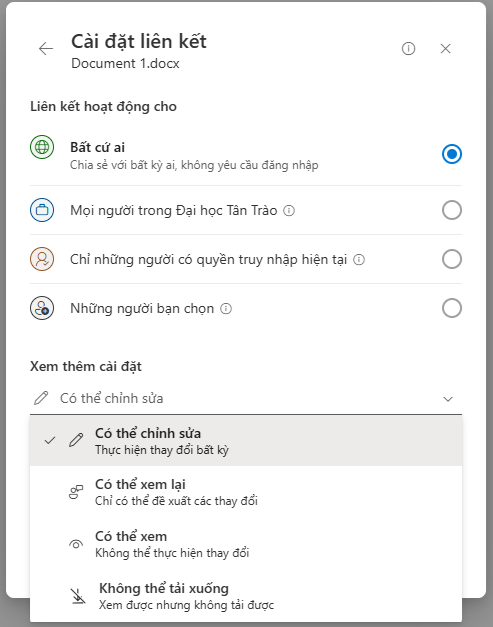 Cài đặt liên kết
Document 1.docx
Liên kết hoạt động cho
Bất cứ ai
Chia sẻ với bất kỳ ai, không yêu cầu đăng nhập
Mọi người trong Đại học Tân Trào
Chỉ những người có quyền truy nhập hiện tại
Những người bạn chọn
Xem thêm cài đặt
Có thể chỉnh sửa
Có thể chỉnh sửa
Thực hiện thay đổi bất kỳ
Có thể xem lại
Chỉ có thể đề xuất các thay đổi
Có thể xem
Không thể thực hiện thay đổi
Không thể tải xuống
Xem được nhưng không tải được